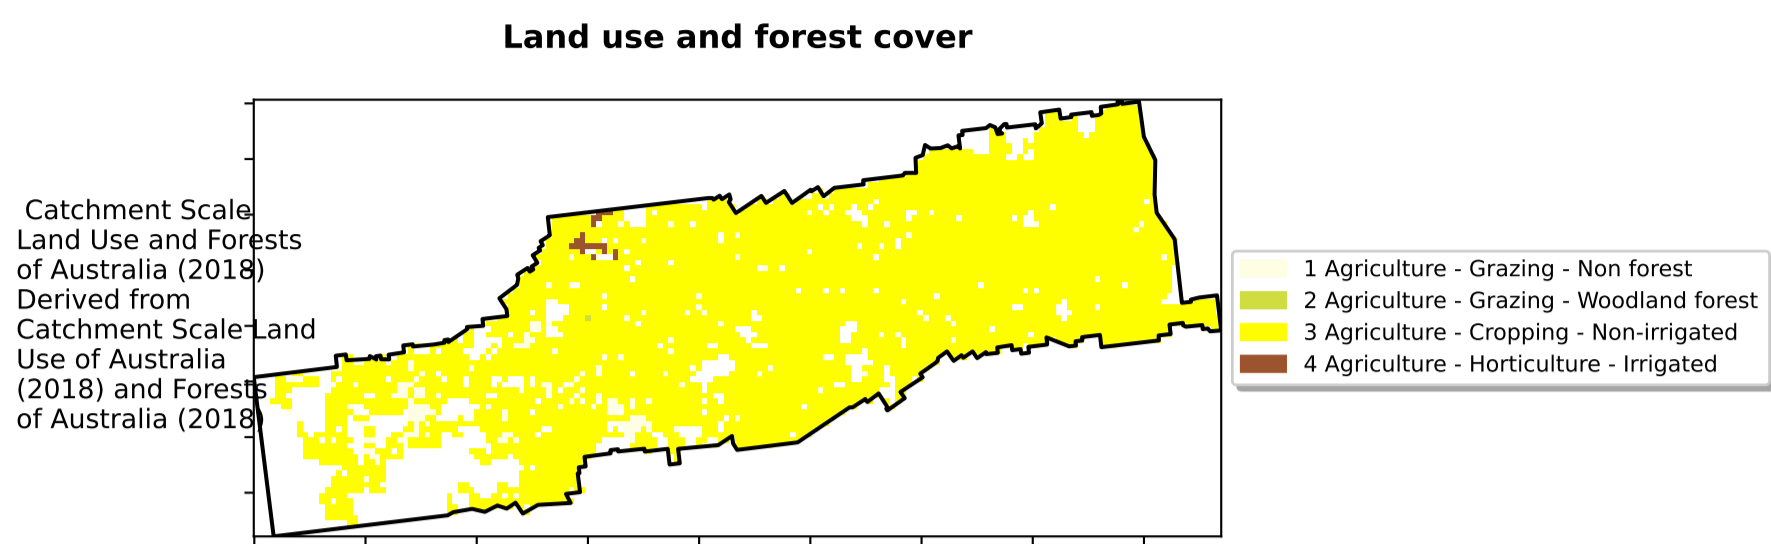 Land use and forest cover
Catchment Scale
Land Use and Forests
of Australia (2018)
Derived from
Catchment Scale Land
Use of Australia
(2018) and Forests
of Australia (2018)
1 Agriculture - Grazing - Non forest
2 Agriculture - Grazing - Woodland forest
3 Agriculture - Cropping - Non-irrigated
4 Agriculture - Horticulture - Irrigated